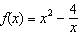 f(x) = x² − 4/x